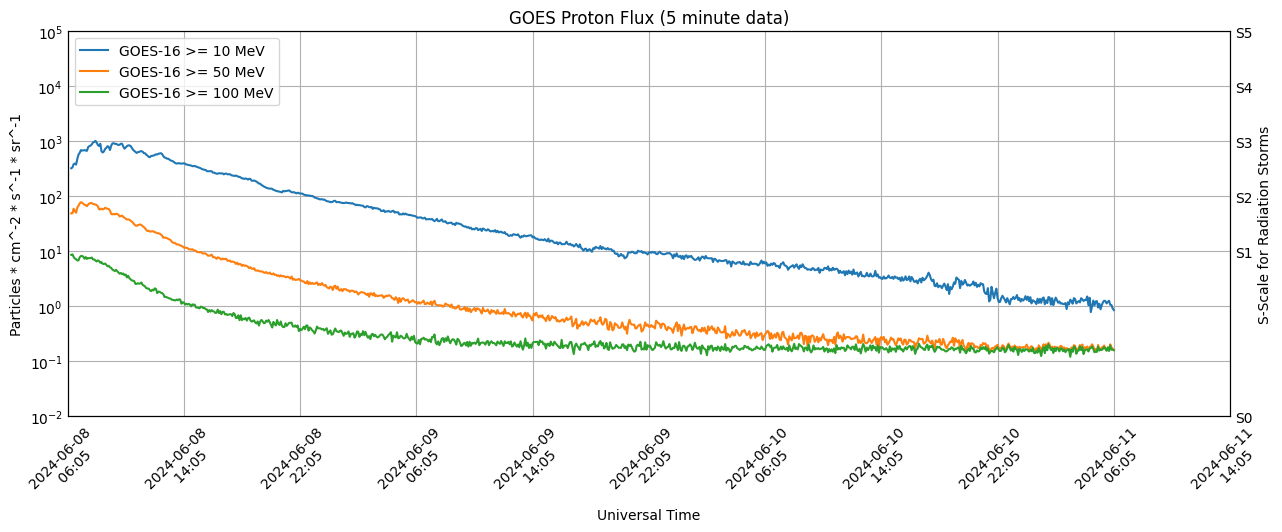 GOES Proton Flux (5 minute data)
GOES-16 >= 10 MeV
GOES-16 >= 50 MeV
GOES-16 >= 100 MeV
Particles * cm^-2 * s^-1 * sr^-1
10^5
10^4
10^3
10^2
10^1
10^0
10^-1
10^-2
S5
S4
S3
S2
S1
S0
S-Scale for Radiation Storms
2024-06-08
06:05
2024-06-08
14:05
2024-06-08
22:05
2024-06-09
06:05
2024-06-09
14:05
2024-06-09
22:05
2024-06-10
06:05
2024-06-10
14:05
2024-06-10
22:05
2024-06-11
06:05
2024-06-11
14:05
Universal Time